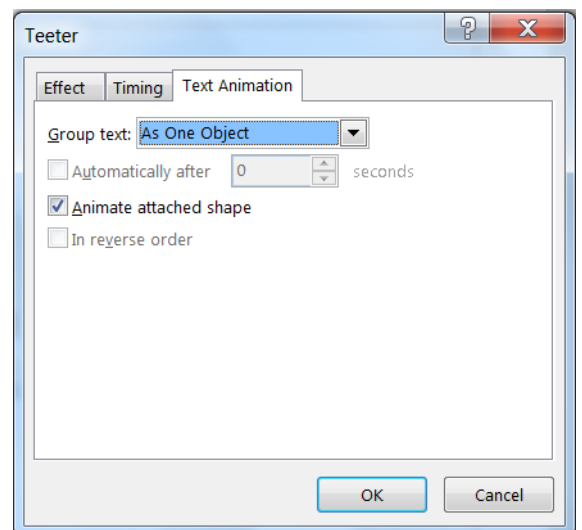 Teeter
Effect Timing Text Animation
Group text: As One Object
Automatically after 0 seconds
Animate attached shape
In reverse order
OK Cancel